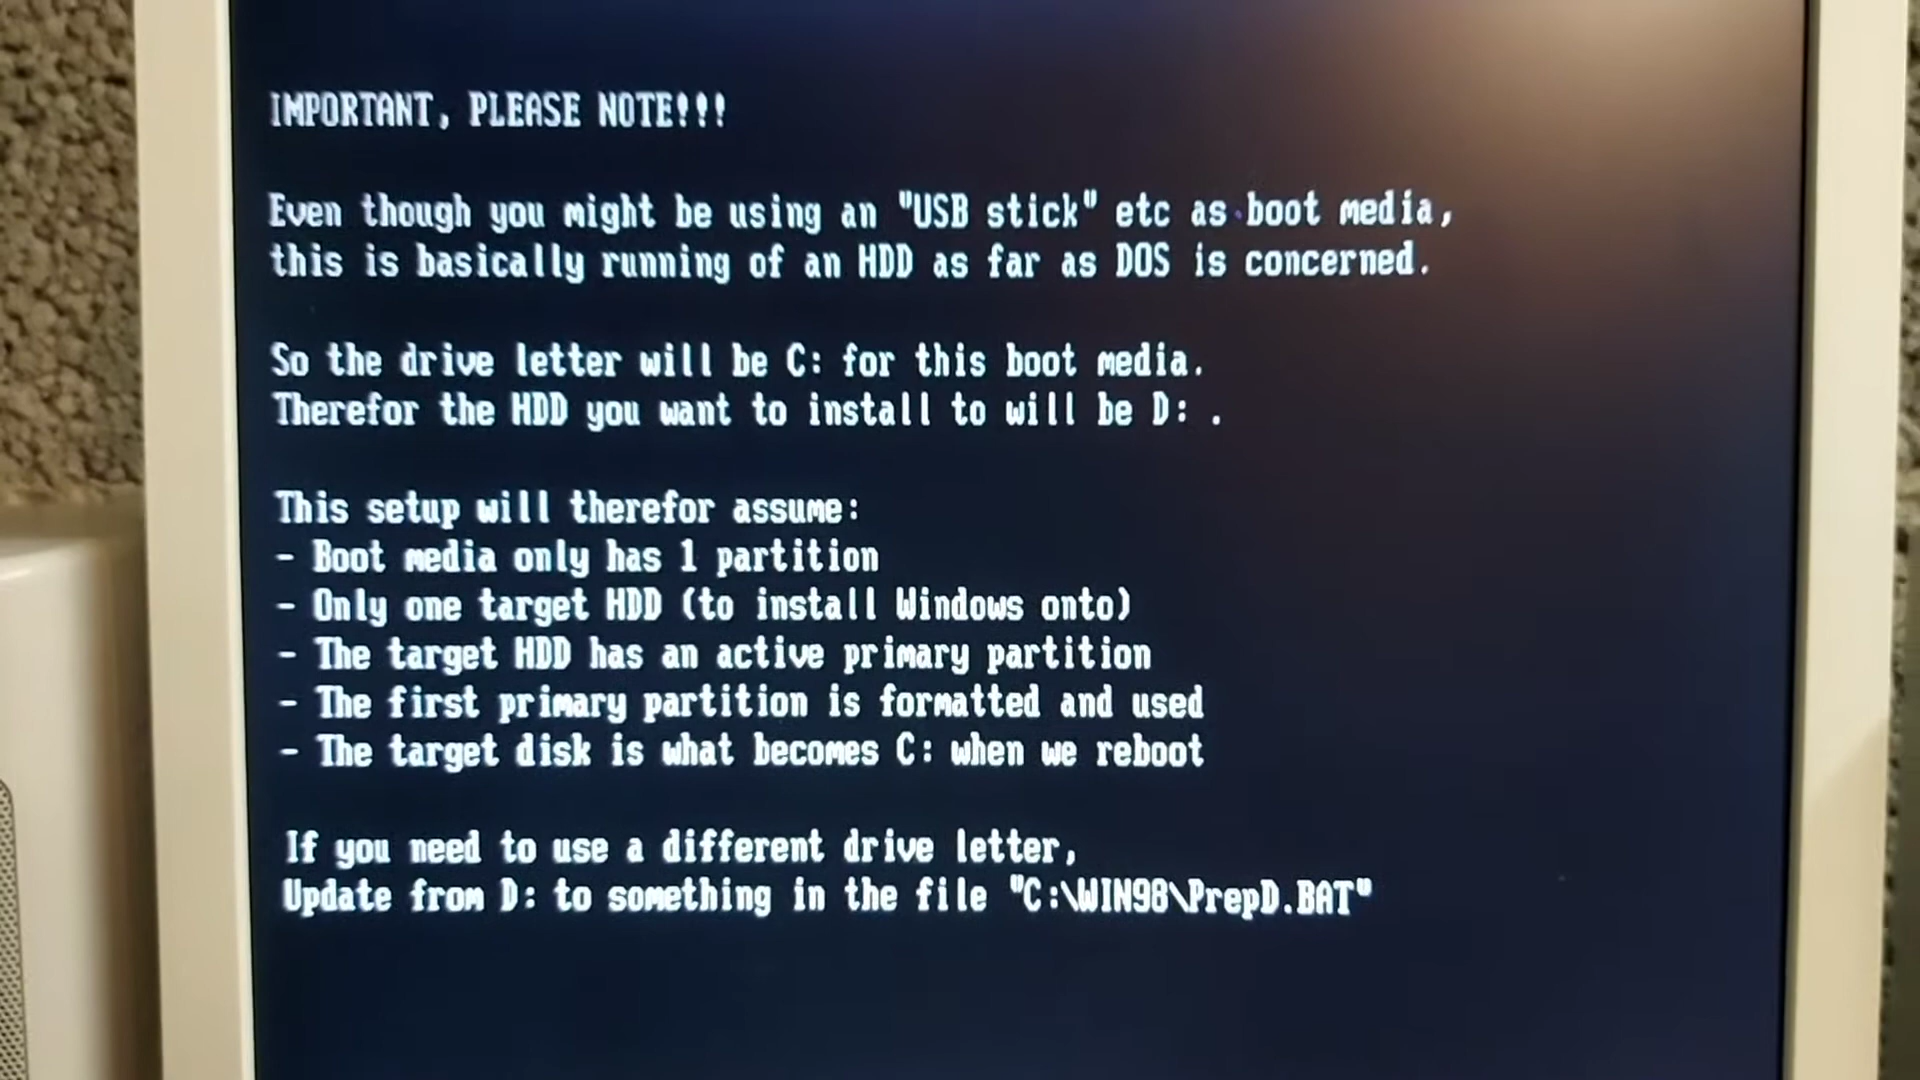 IMPORTANT, PLEASE NOTE!!!
Even though you might be using an "USB stick" etc as boot media,
this is basically running of an HDD as far as DOS is concerned.
So the drive letter will be C: for this boot media.
Therefor the HDD you want to install to will be D: .
This setup will therefor assume:
- Boot media only has 1 partition
- Only one target HDD (to install Windows onto)
- The target HDD has an active primary partition
- The first primary partition is formatted and used
- The target disk is what becomes C: when we reboot
If you need to use a different drive letter,
Update from D: to something in the file "C:\WIN98\PrepD.BAT"